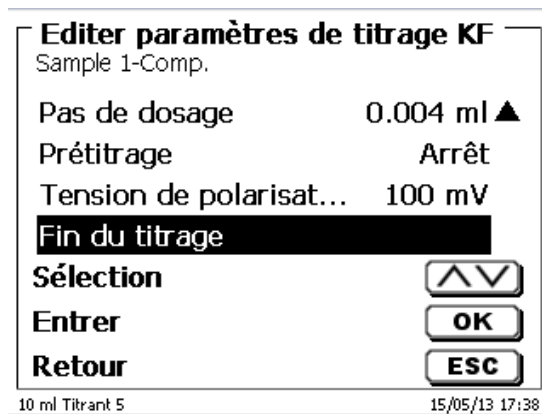 Editer paramètres de titrage KF
Sample 1-Comp.
Pas de dosage 0.004 ml
Prétitrage Arrêt
Tension de polarisat... 100 mV
Fin du titrage
Sélection
Entrer OK
Retour ESC
10 ml Titrant 5 15/05/13 17:38